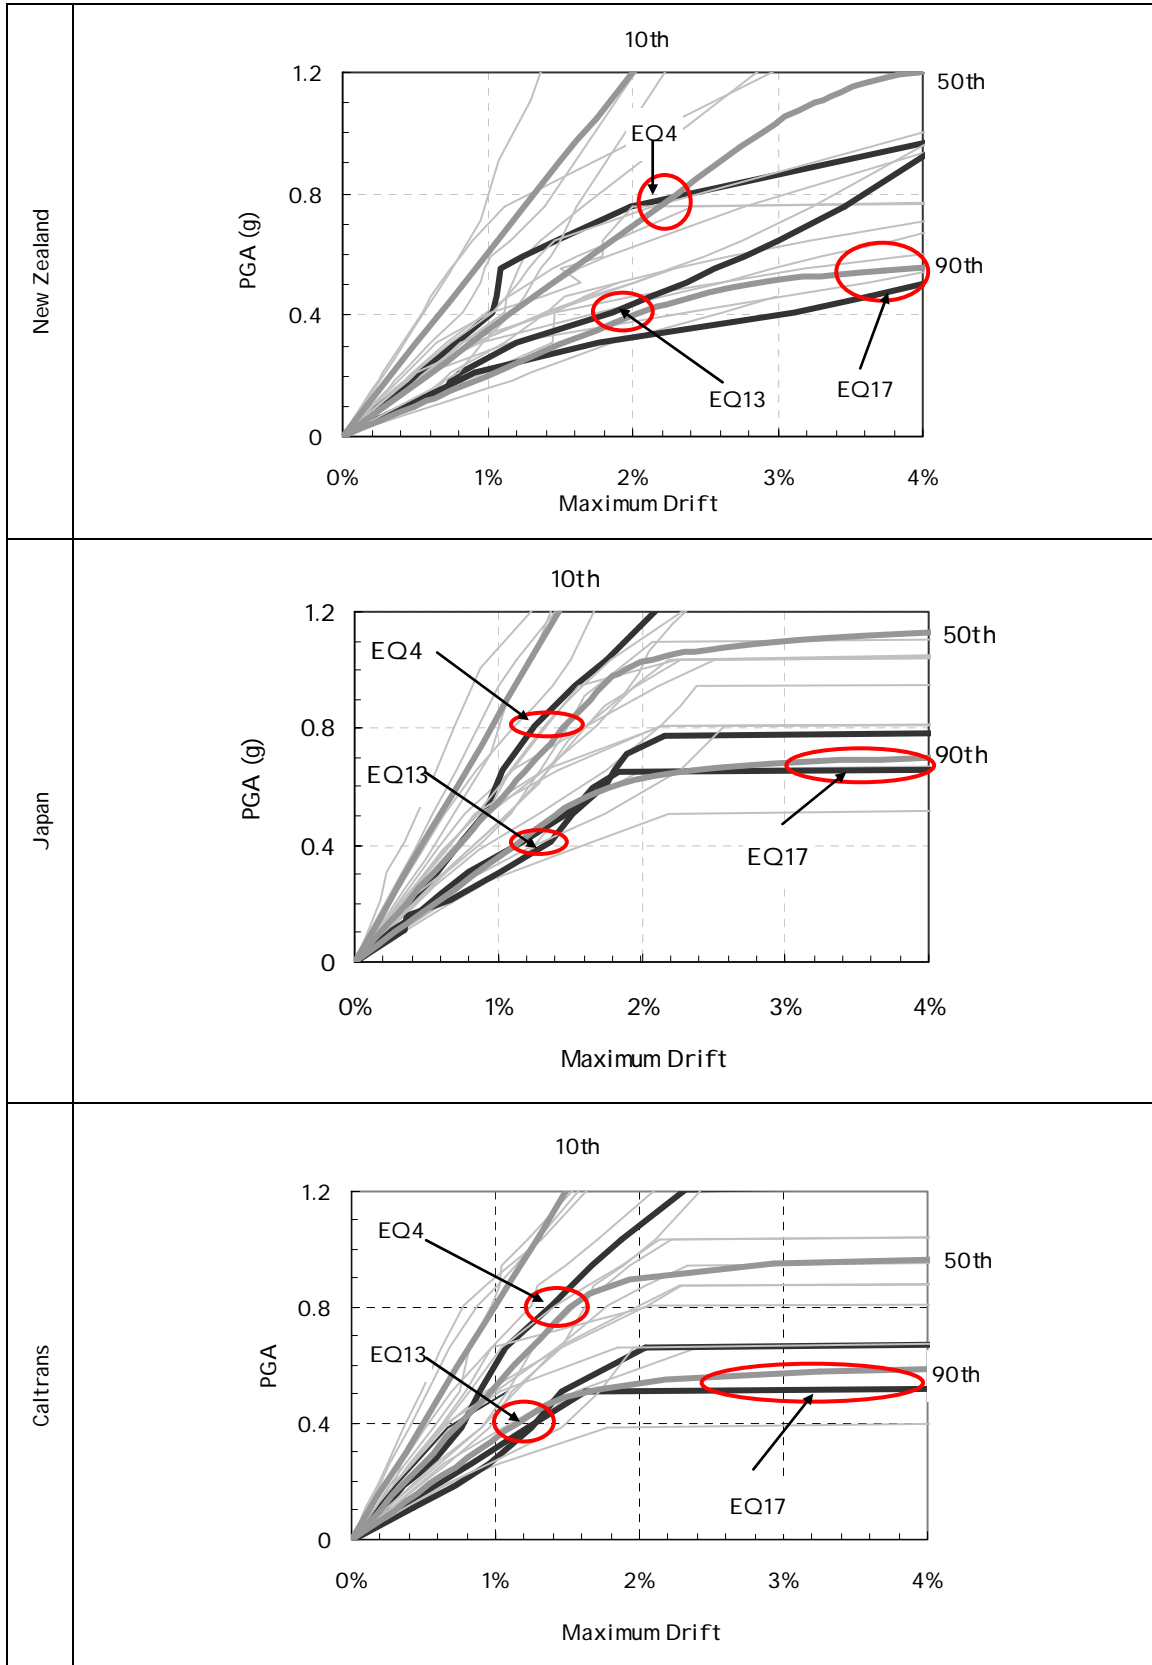 New Zealand
10th
1.2
50th
EQ4
0.8
PGA (g)
90th
0.4
EQ13
EQ17
0
0% 1% 2% 3% 4%
Maximum Drift
Japan
10th
1.2
50th
EQ4
0.8
PGA (g)
EQ13
90th
0.4
EQ17
0
0% 1% 2% 3% 4%
Maximum Drift
Caltrans
10th
1.2
EQ4
50th
0.8
EQ13
PGA
90th
0.4
EQ17
0
0% 1% 2% 3% 4%
Maximum Drift